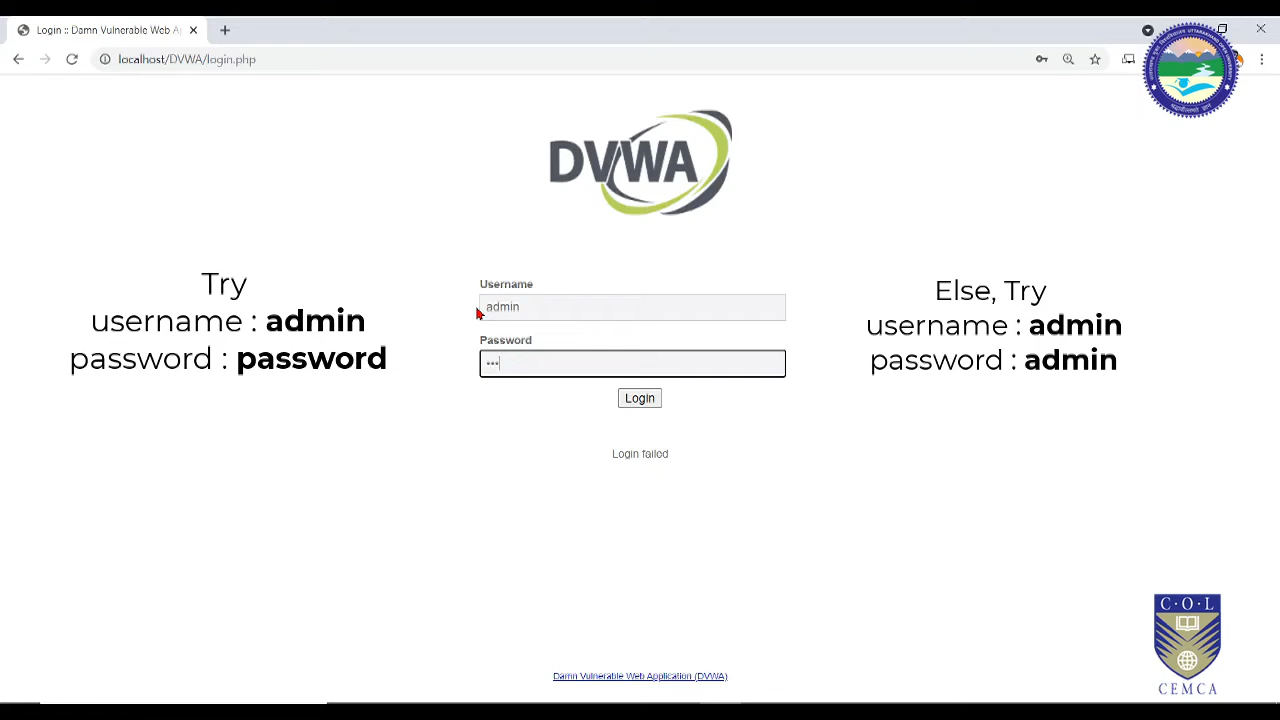 Login :: Damn Vulnerable Web Ap
localhost/DVWA/login.php
DVWA
Try
username : admin
password : password
Username
admin
Password
Login
Login failed
Else, Try
username : admin
password : admin
Damn Vulnerable Web Application (DVWA)
C·O·L
CEMCA